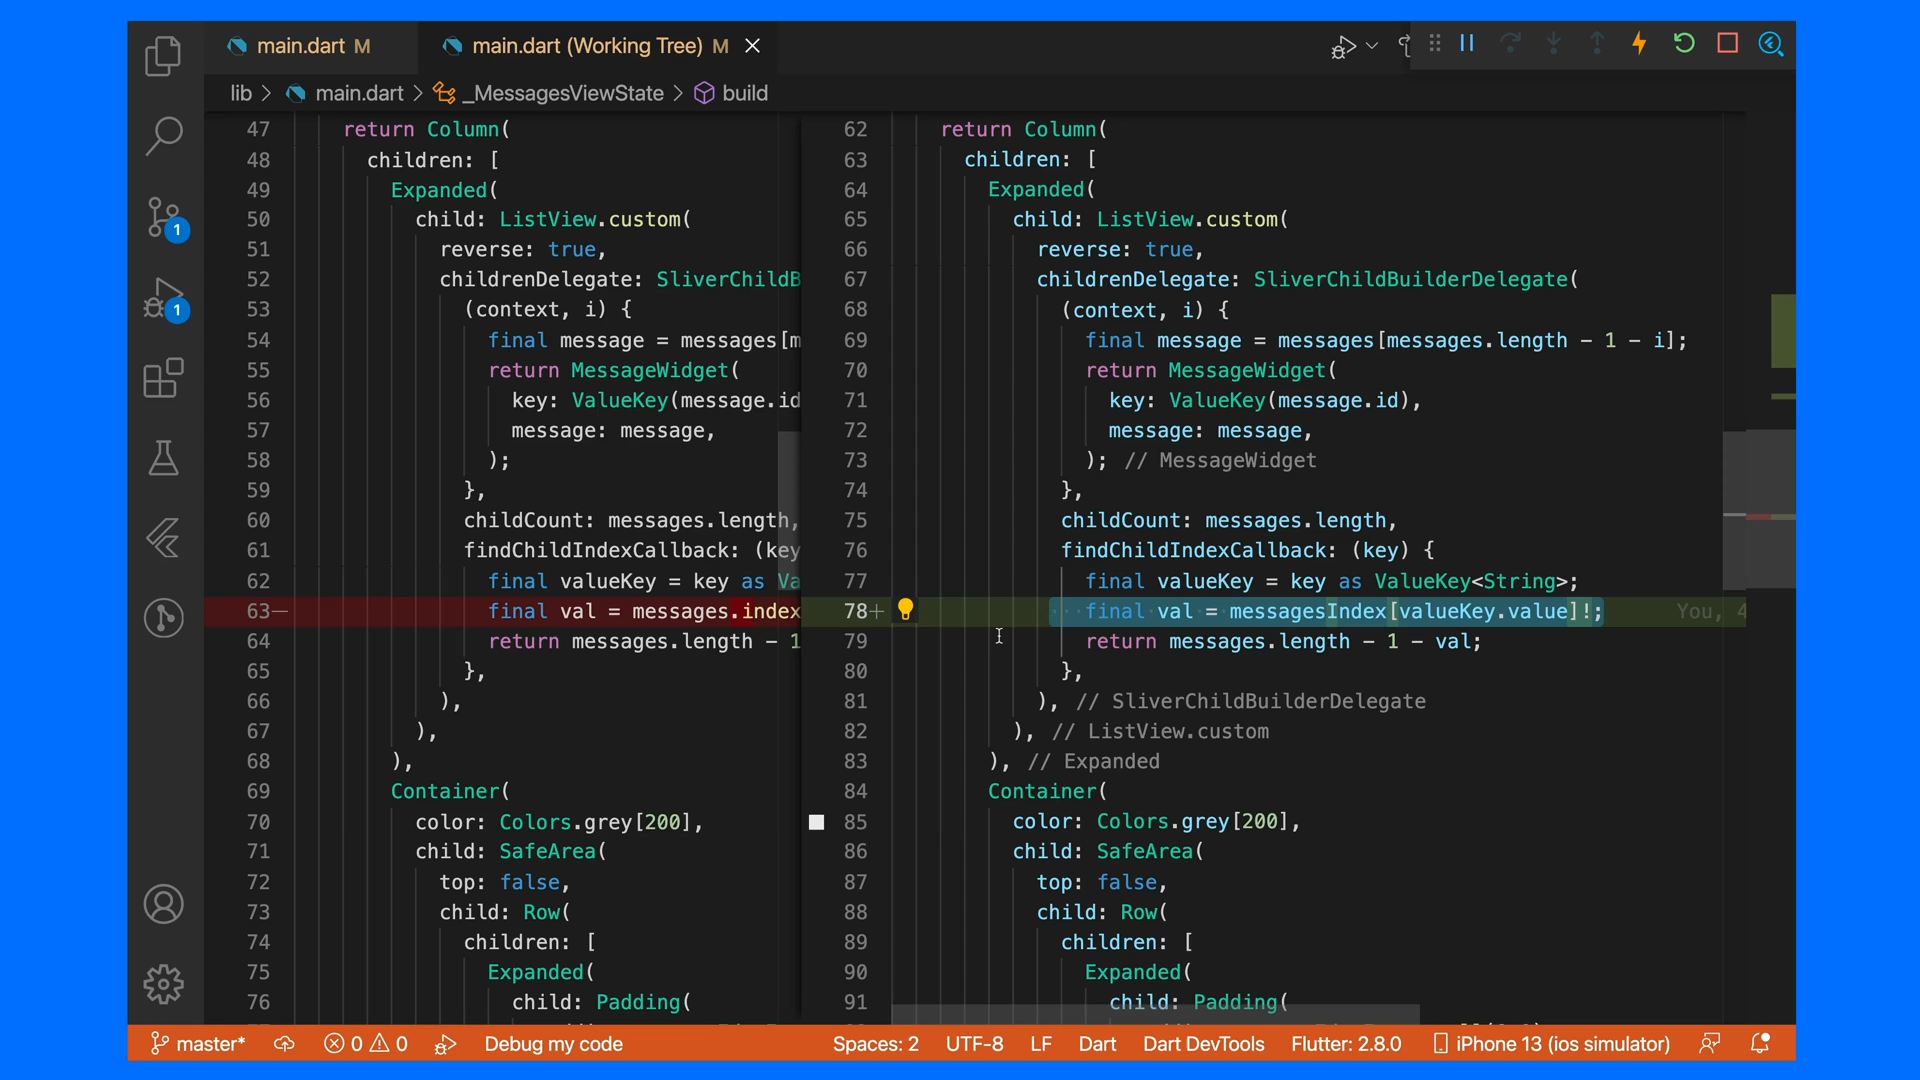 main.dart M
main.dart (Working Tree) M
lib > main.dart > _MessagesViewState > build
47 return Column(
48 children: [
49 Expanded(
50 child: ListView.custom(
51 reverse: true,
52 childrenDelegate: SliverChildB
53 (context, i) {
54 final message = messages[m
55 return MessageWidget(
56 key: ValueKey(message.id
57 message: message,
58 );
59 },
60 childCount: messages.length,
61 findChildIndexCallback: (key
62 final valueKey = key as Va
63— final val = messages.index
64 return messages.length - 1
65 },
66 ),
67 ),
68 ),
69 Container(
70 color: Colors.grey[200],
71 child: SafeArea(
72 top: false,
73 child: Row(
74 children: [
75 Expanded(
76 child: Padding(
62 return Column(
63 children: [
64 Expanded(
65 child: ListView.custom(
66 reverse: true,
67 childrenDelegate: SliverChildBuilderDelegate(
68 (context, i) {
69 final message = messages[messages.length - 1 - i];
70 return MessageWidget(
71 key: ValueKey(message.id),
72 message: message,
73 ); // MessageWidget
74 },
75 childCount: messages.length,
76 findChildIndexCallback: (key) {
77 final valueKey = key as ValueKey<String>;
78+ final val = messagesIndex[valueKey.value]!; You, 4
79 return messages.length - 1 - val;
80 },
81 ), // SliverChildBuilderDelegate
82 ), // ListView.custom
83 ), // Expanded
84 Container(
85 color: Colors.grey[200],
86 child: SafeArea(
87 top: false,
88 child: Row(
89 children: [
90 Expanded(
91 child: Padding(
1
1
master* 0 0 Debug my code Spaces: 2 UTF-8 LF Dart Dart DevTools Flutter: 2.8.0 iPhone 13 (ios simulator)